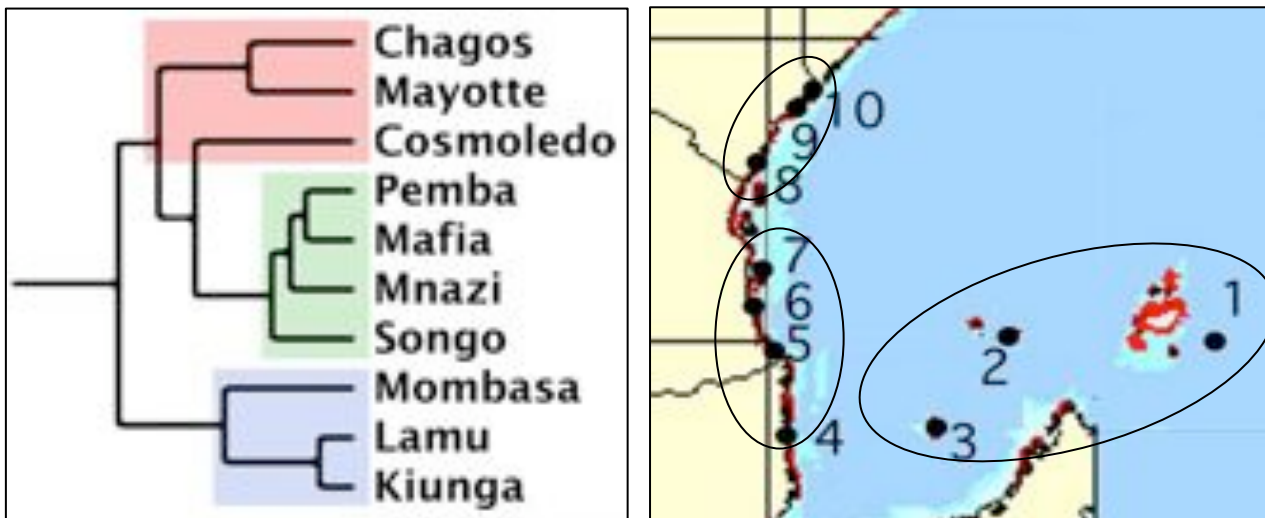 Chagos
Mayotte
Cosmoledo
Pemba
Mafia
Mnazi
Songo
Mombasa
Lamu
Kiunga
10
9
8
7
6
5
4
1
2
3